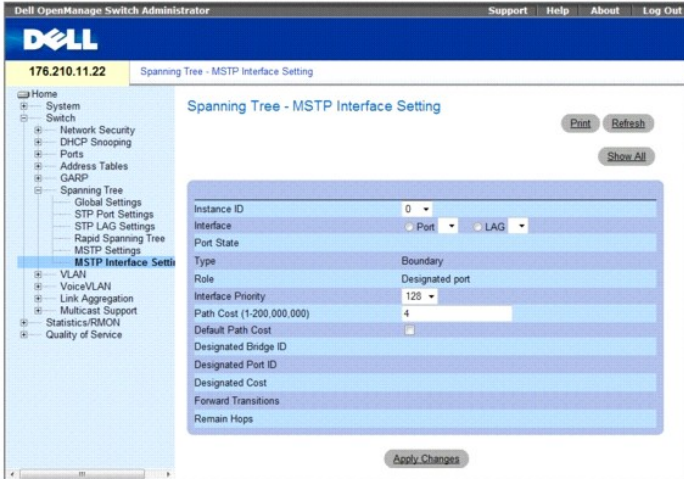 Dell OpenManage Switch Administrator
Support Help About Log Out
DELL
176.210.11.22
Spanning Tree - MSTP Interface Setting
Home
System
Switch
Network Security
DHCP Snooping
Ports
Address Tables
GARP
Spanning Tree
Global Settings
STP Port Settings
STP LAG Settings
Rapid Spanning Tree
MSTP Settings
MSTP Interface Setti
VLAN
VoiceVLAN
Link Aggregation
Multicast Support
Statistics/RMON
Quality of Service
Spanning Tree - MSTP Interface Setting
Print Refresh
Show All
Instance ID 0
Interface Port LAG
Port State
Type Boundary
Role Designated port
Interface Priority 128
Path Cost (1-200,000,000) 4
Default Path Cost
Designated Bridge ID
Designated Port ID
Designated Cost
Forward Transitions
Remain Hops
Apply Changes